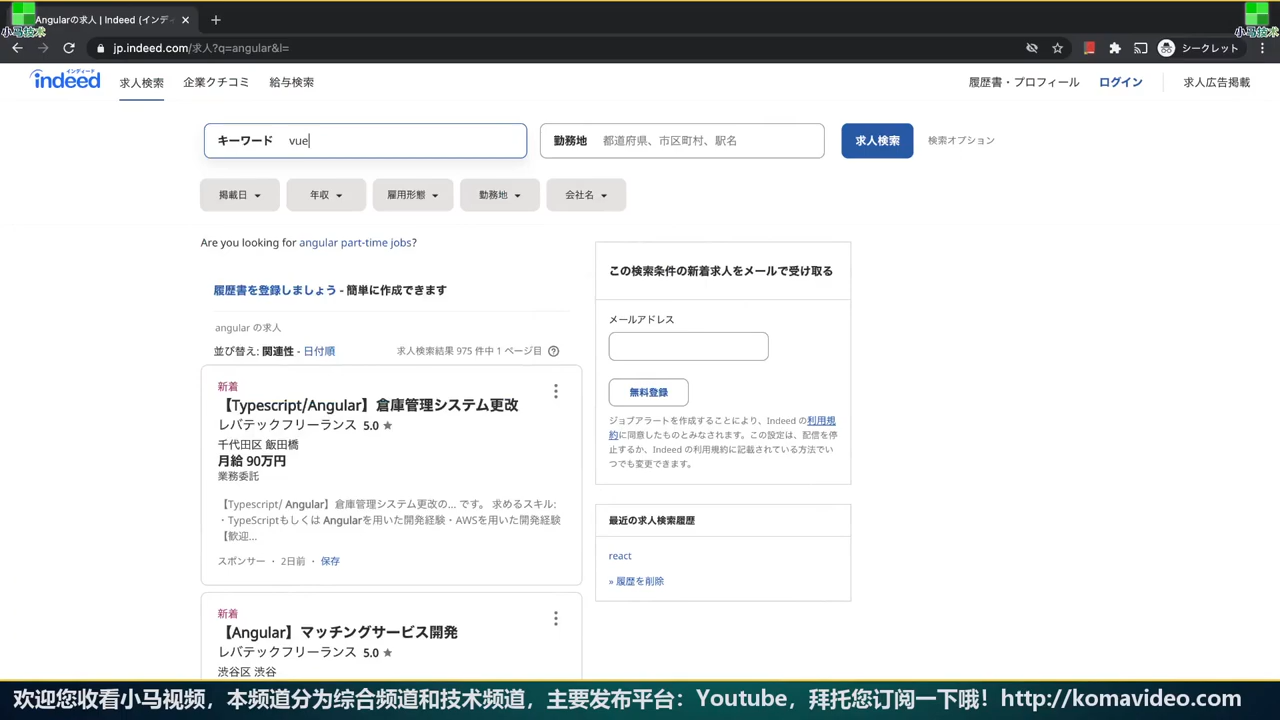 Angularの求人 | Indeed (インデ
小马技术
小马技术
jp.indeed.com/求人?q=angular&l=
シークレット
インディード
indeed
求人検索
企業クチコミ
給与検索
履歴書・プロフィール
ログイン
求人広告掲載
キーワード vue
勤務地 都道府県、市区町村、駅名
求人検索
検索オプション
掲載日
年収
雇用形態
勤務地
会社名
Are you looking for angular part-time jobs?
履歴書を登録しましょう - 簡単に作成できます
angular の求人
並び替え: 関連性 - 日付順
求人検索結果 975 件中 1 ページ目
新着
【Typescript/Angular】倉庫管理システム更改
レバテックフリーランス 5.0
千代田区 飯田橋
月給 90万円
業務委託
【Typescript/ Angular】倉庫管理システム更改の... です。 求めるスキル:
・TypeScriptもしくは Angularを用いた開発経験・AWSを用いた開発経験
【歓迎...
スポンサー ・ 2日前 ・ 保存
新着
【Angular】マッチングサービス開発
レバテックフリーランス 5.0
渋谷区 渋谷
この検索条件の新着求人をメールで受け取る
メールアドレス
無料登録
ジョブアラートを作成することにより、Indeed の利用規
約に同意したものとみなされます。この設定は、配信を停
止するか、Indeed の利用規約に記載されている方法でい
つでも変更できます。
最近の求人検索履歴
react
» 履歴を削除
欢迎您收看小马视频，本频道分为综合频道和技术频道，主要发布平台：Youtube，拜托您订阅一下哦！http://komavideo.com